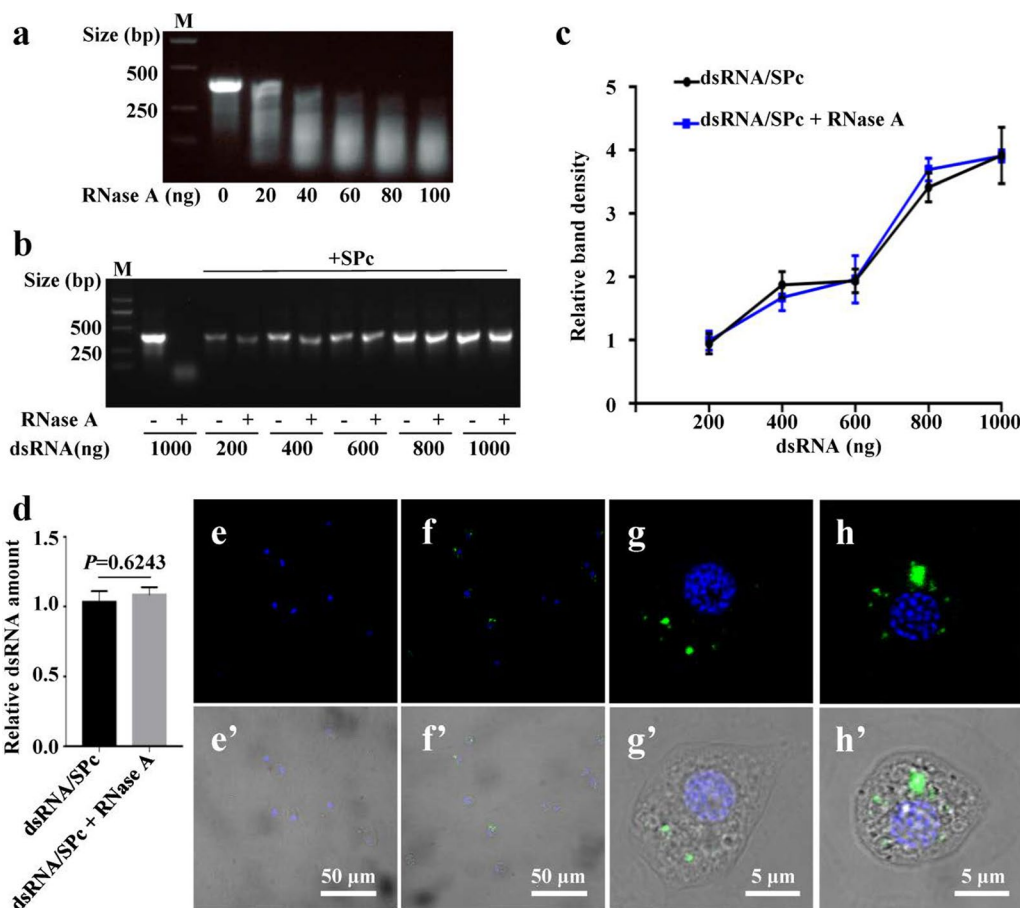 a
Size (bp) M
500
250
RNase A (ng) 0 20 40 60 80 100
b
+SPc
Size (bp) M
500
250
RNase A - + - + - + - + - + - +
dsRNA(ng) 1000 200 400 600 800 1000
c
dsRNA/SPc
dsRNA/SPc + RNase A
Relative band density
5
4
3
2
1
0
200 400 600 800 1000
dsRNA (ng)
d
Relative dsRNA amount
1.5
1.0
0.5
0.0
P=0.6243
dsRNA/SPc
dsRNA/SPc + RNase A
e f g h
e’ f’ g’ h’
50 μm 50 μm 5 μm 5 μm